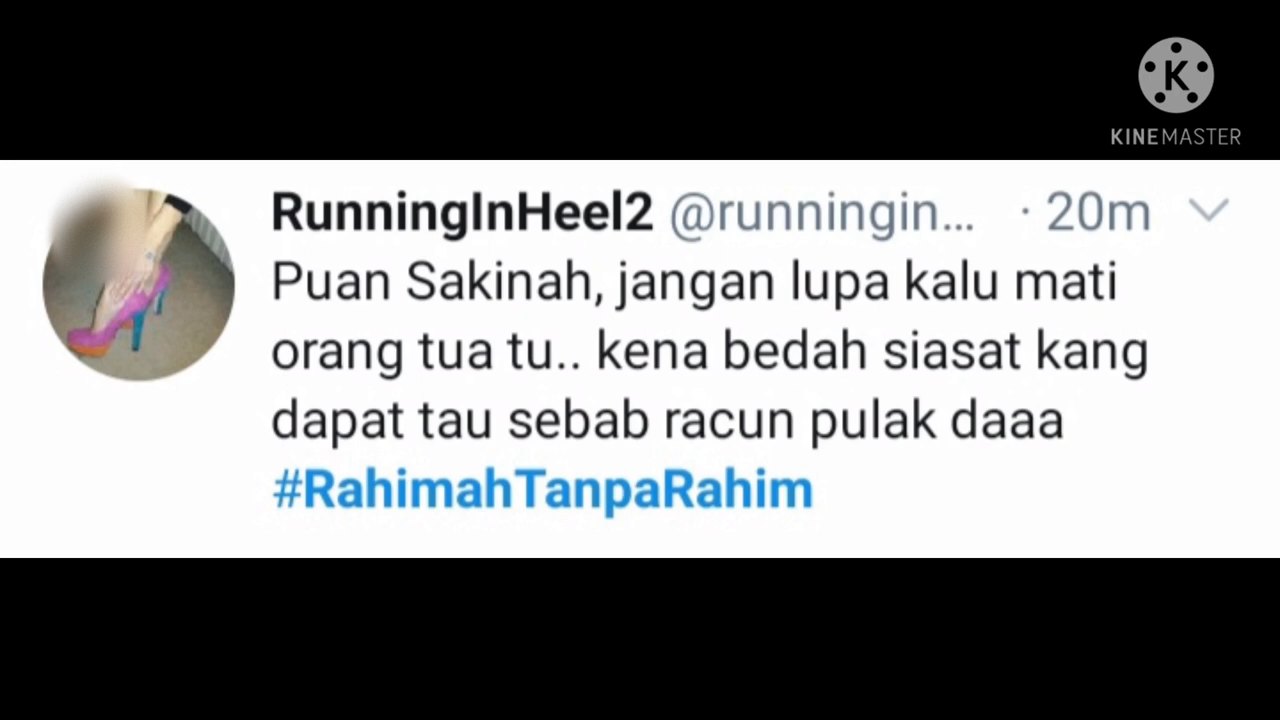 K
KINEMASTER
RunningInHeel2 @runningin... · 20m
Puan Sakinah, jangan lupa kalu mati
orang tua tu.. kena bedah siasat kang
dapat tau sebab racun pulak daaa
#RahimahTanpaRahim